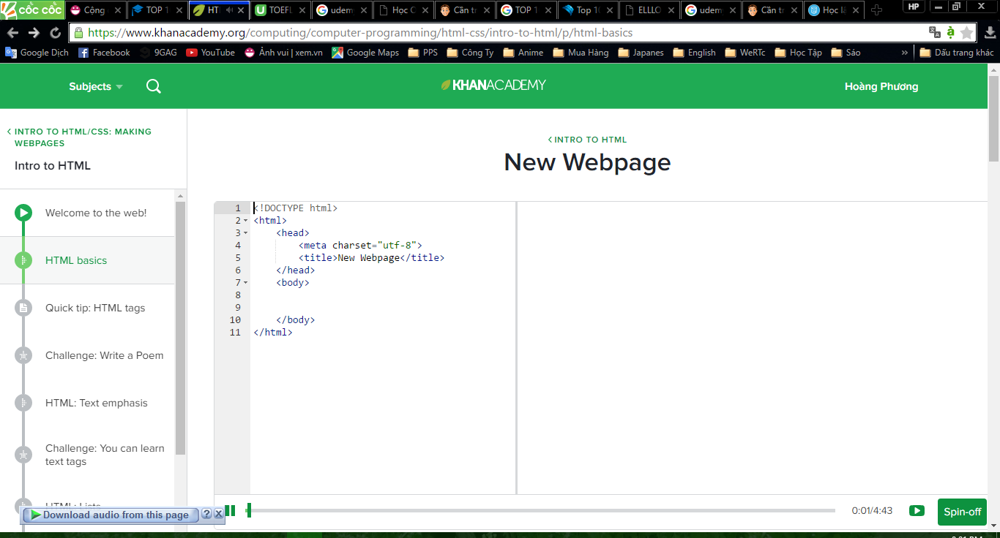 cốc cốc
Cộng
TOP 1
HT
TOEFL
udem
Học C
Cần tr
TOP 1
Top 10
ELLLO
udem
Cần tr
Học lậ
HP
https://www.khanacademy.org/computing/computer-programming/html-css/intro-to-html/p/html-basics
Google Dịch
Facebook
9GAG
YouTube
Ảnh vui | xem.vn
Google Maps
PPS
Công Ty
Anime
Mua Hàng
Japanes
English
WeRTc
Học Tập
Sáo
»
Dấu trang khác
Subjects
KHANACADEMY
Hoàng Phương
INTRO TO HTML/CSS: MAKING
WEBPAGES
Intro to HTML
Welcome to the web!
HTML basics
Quick tip: HTML tags
Challenge: Write a Poem
HTML: Text emphasis
Challenge: You can learn
text tags
HTML: Lists
Download audio from this page
?
X
INTRO TO HTML
New Webpage
1 <!DOCTYPE html>
2 <html>
3 <head>
4 <meta charset="utf-8">
5 <title>New Webpage</title>
6 </head>
7 <body>
8
9
10 </body>
11 </html>
0:01/4:43
Spin-off